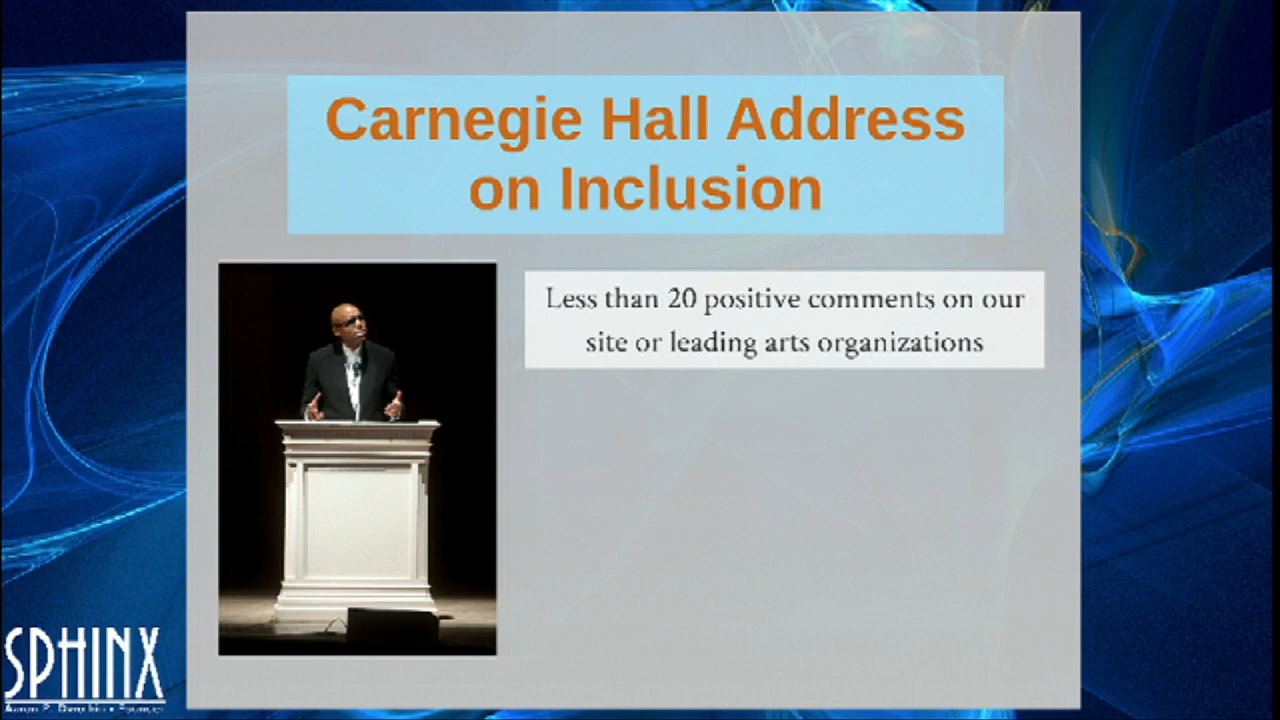 Carnegie Hall Address
on Inclusion
Less than 20 positive comments on our
site or leading arts organizations
SPHINX